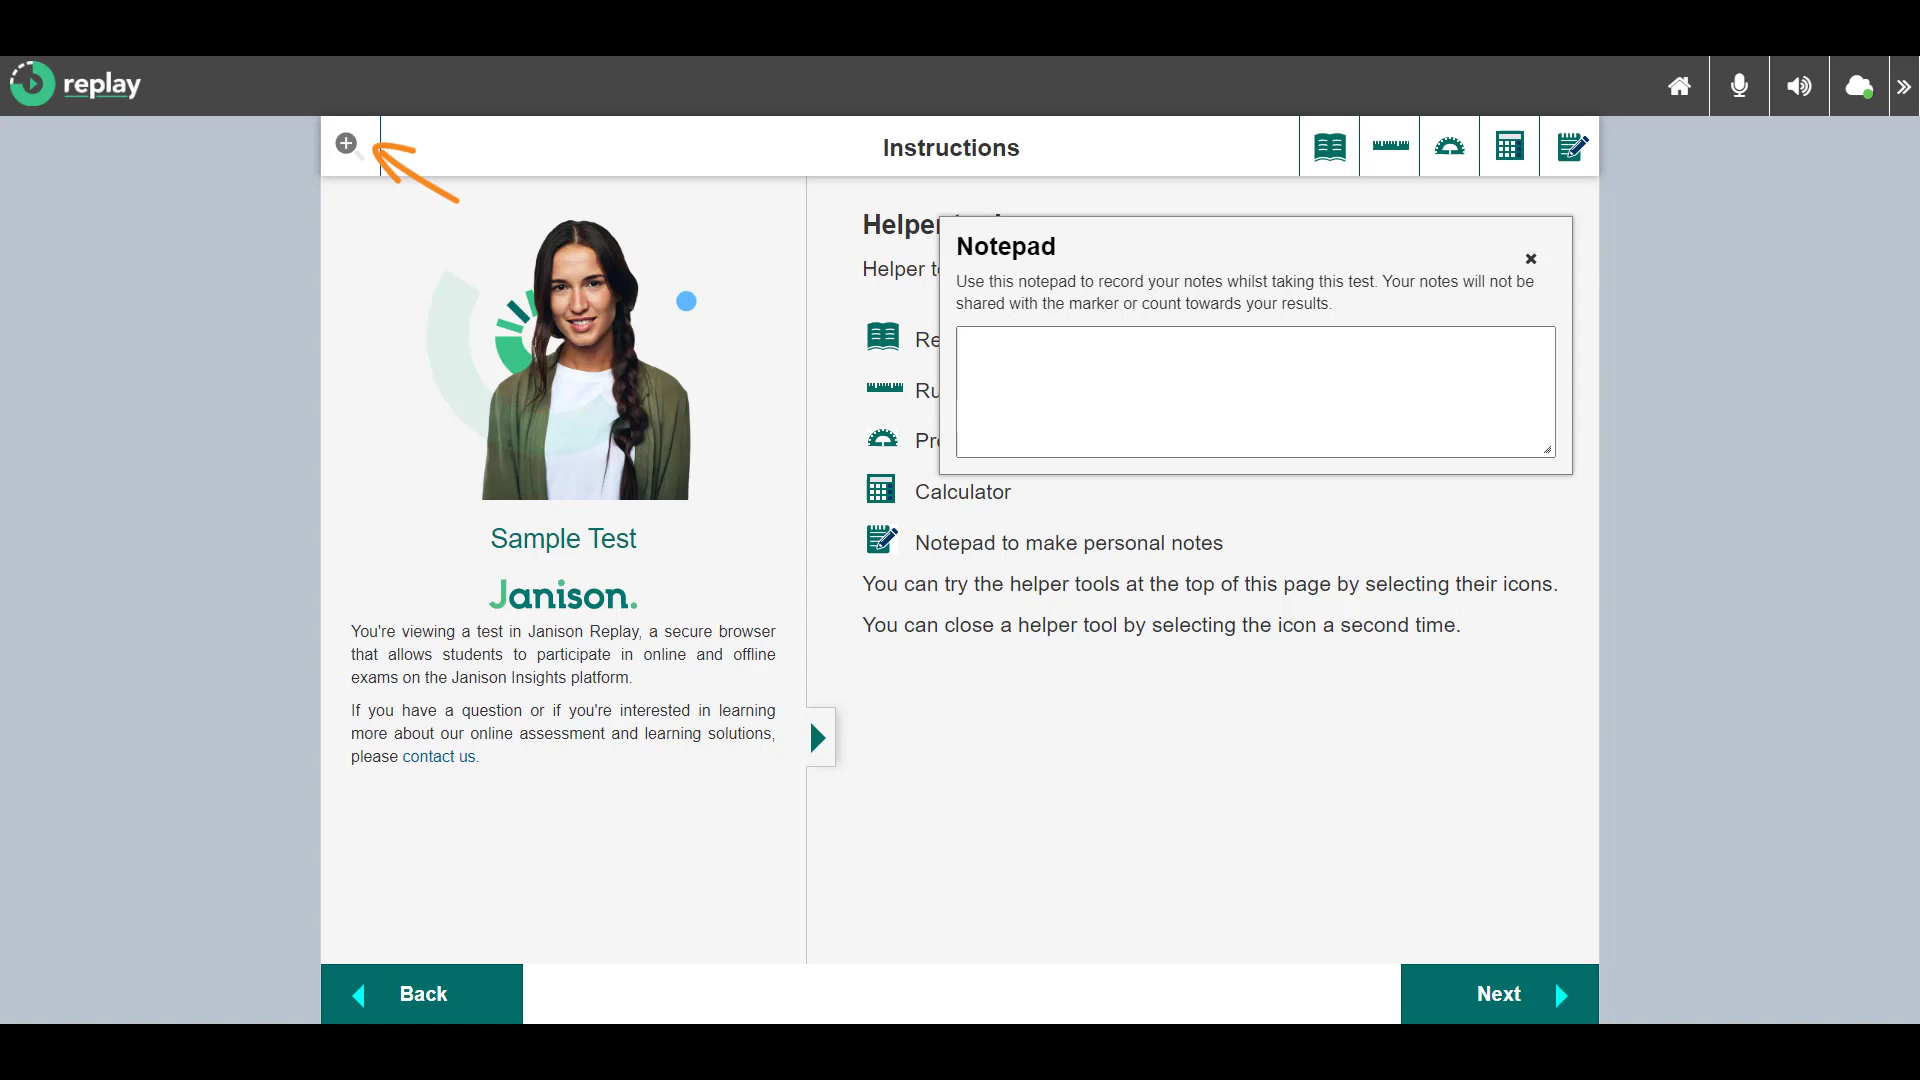 replay
Instructions
Helper
Helper
Notepad
Use this notepad to record your notes whilst taking this test. Your notes will not be
shared with the marker or count towards your results.
Re
Ru
Pr
Calculator
Notepad to make personal notes
You can try the helper tools at the top of this page by selecting their icons.
You can close a helper tool by selecting the icon a second time.
Sample Test
Janison.
You're viewing a test in Janison Replay, a secure browser
that allows students to participate in online and offline
exams on the Janison Insights platform.
If you have a question or if you're interested in learning
more about our online assessment and learning solutions,
please contact us.
Back
Next